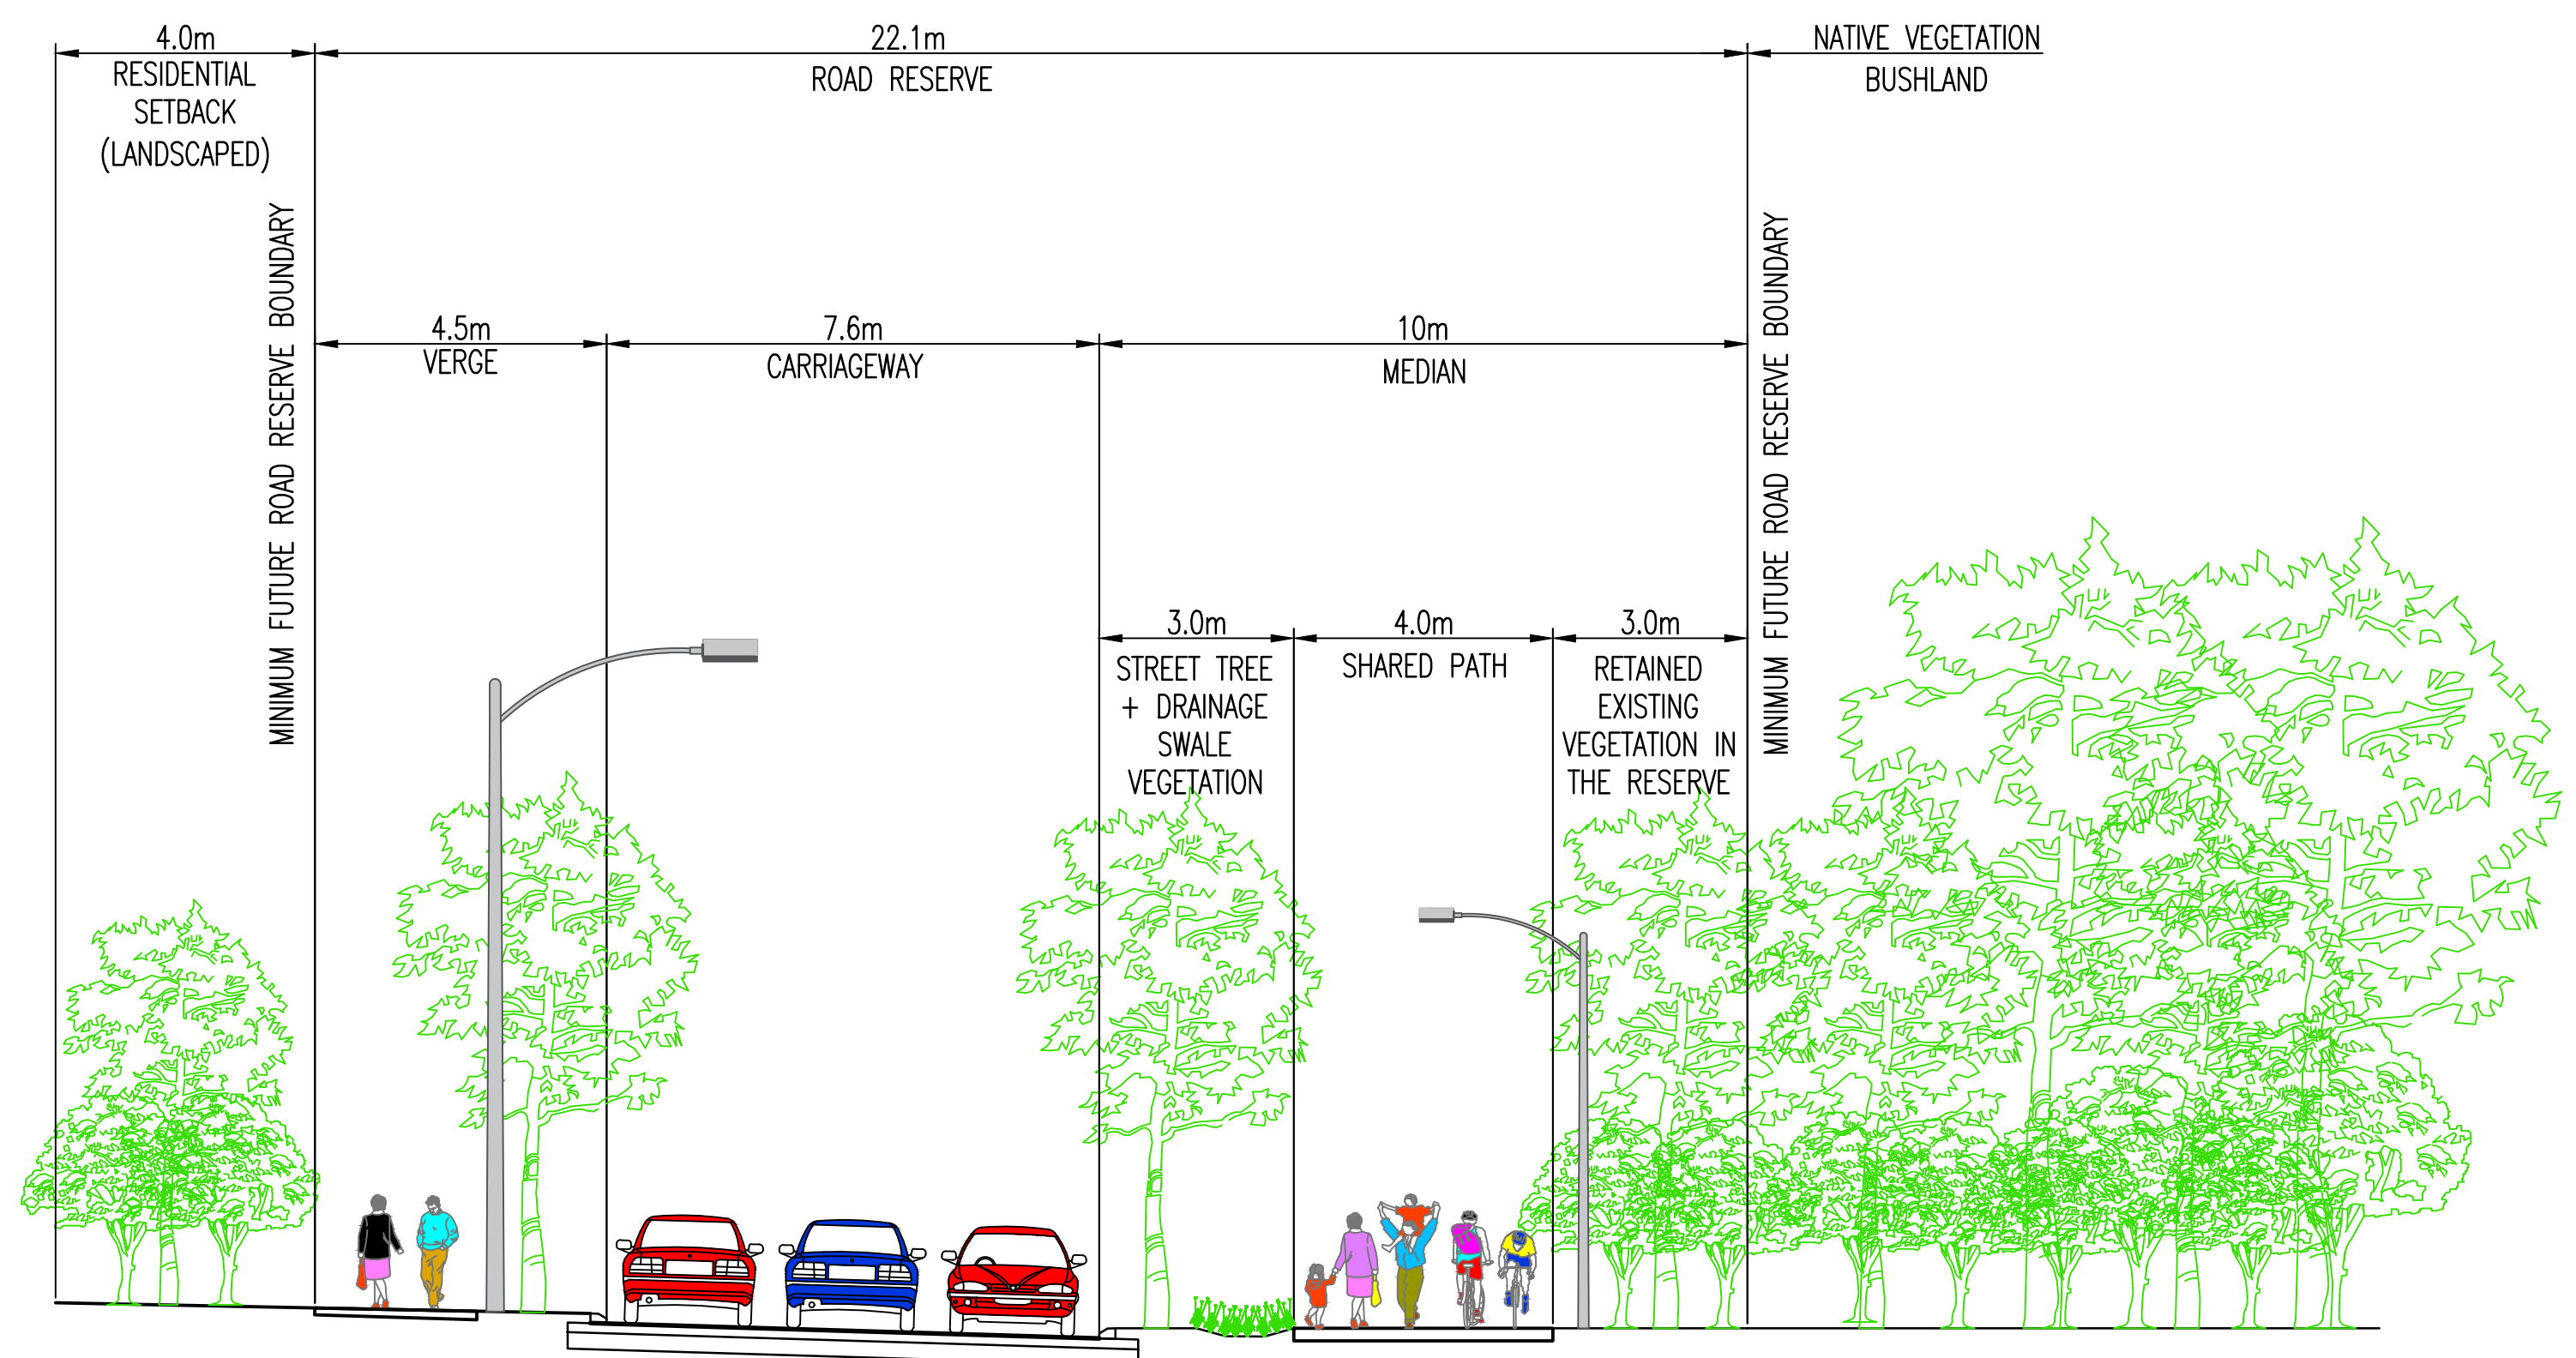 4.0m
RESIDENTIAL
SETBACK
(LANDSCAPED)
22.1m
ROAD RESERVE
NATIVE VEGETATION
BUSHLAND
MINIMUM FUTURE ROAD RESERVE BOUNDARY
4.5m
VERGE
7.6m
CARRIAGEWAY
10m
MEDIAN
MINIMUM FUTURE ROAD RESERVE BOUNDARY
3.0m
STREET TREE
+ DRAINAGE
SWALE
VEGETATION
4.0m
SHARED PATH
3.0m
RETAINED
EXISTING
VEGETATION IN
THE RESERVE